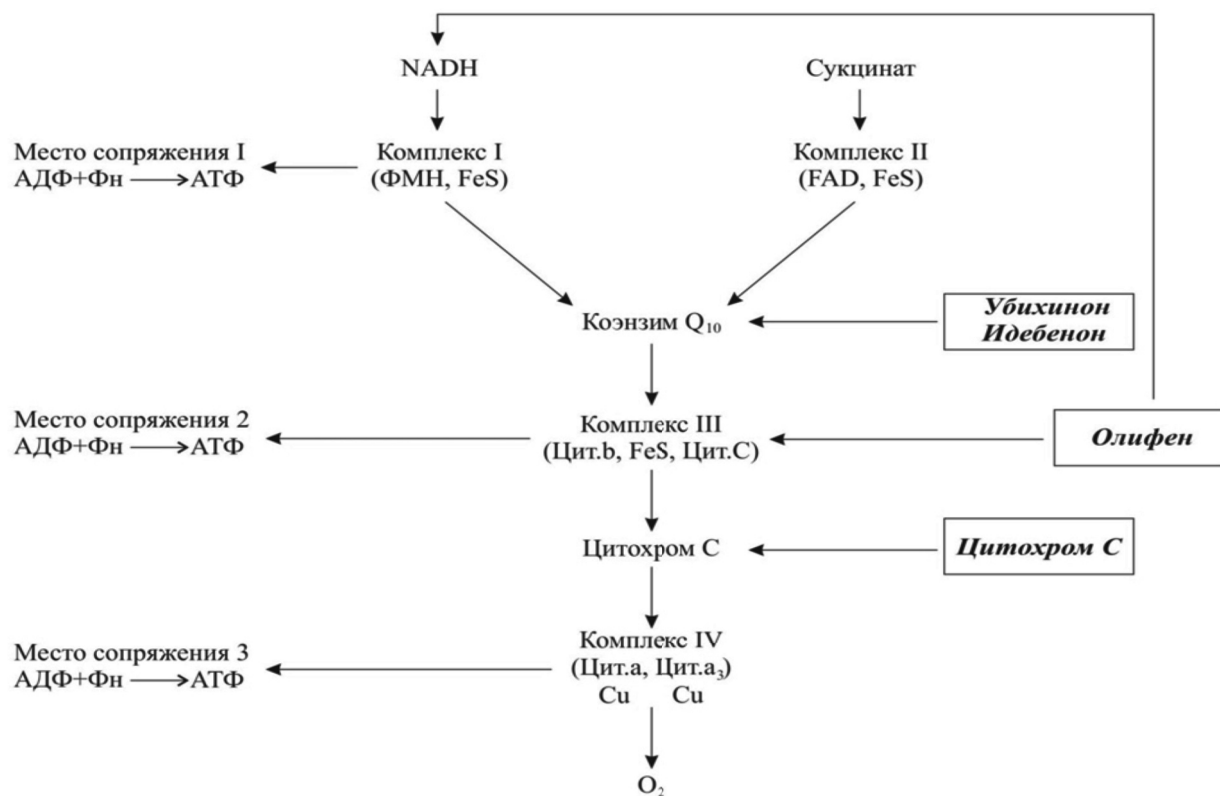 NADH
Сукцинат
Место сопряжения I
АДФ+Фн → АТФ
Комплекс I
(ФМН, FeS)
Комплекс II
(FAD, FeS)
Убихинон
Идебенон
Коэнзим Q₁₀
Место сопряжения 2
АДФ+Фн → АТФ
Комплекс III
(Цит.b, FeS, Цит.С)
Олифен
Цитохром С
Цитохром С
Место сопряжения 3
АДФ+Фн → АТФ
Комплекс IV
(Цит.а, Цит.а₃)
Cu Cu
O₂